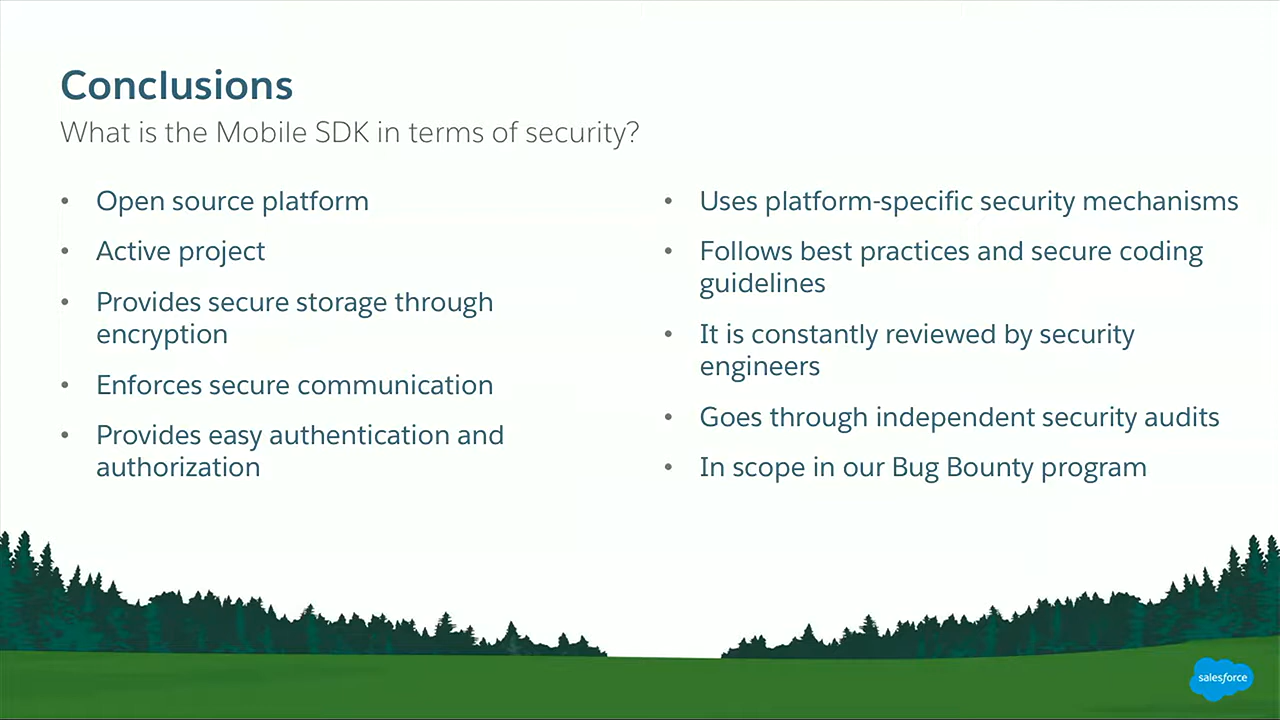 Conclusions
What is the Mobile SDK in terms of security?
• Open source platform
• Active project
• Provides secure storage through
encryption
• Enforces secure communication
• Provides easy authentication and
authorization
• Uses platform-specific security mechanisms
• Follows best practices and secure coding
guidelines
• It is constantly reviewed by security
engineers
• Goes through independent security audits
• In scope in our Bug Bounty program
salesforce